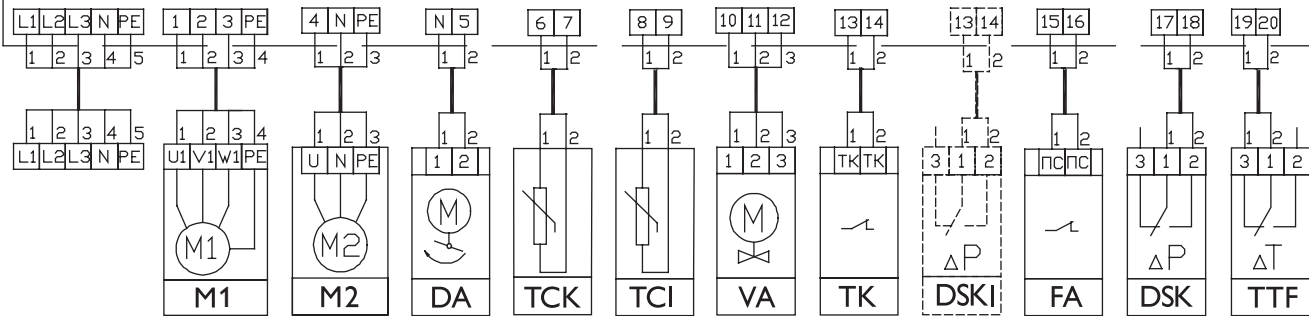 L1 L2 L3 N PE 1 2 3 PE 4 N PE N 5 6 7 8 9 10 11 12 13 14 13 14 15 16 17 18 19 20
1 2 3 4 5 1 2 3 4 1 2 3 1 2 1 2 1 2 1 2 3 1 2 1 2 1 2 1 2 1 2
1 2 3 4 5 1 2 3 4 1 2 3 1 2 1 2 1 2 1 2 3 1 2 1 2 1 2 1 2 1 2
L1 L2 L3 N PE U1 V1 W1 PE U N PE 1 2 1 2 3 ТК ТК 3 1 2 ПС ПС 3 1 2 3 1 2
M1 M2 M M
ΔP ΔP ΔT
M1 M2 DA TCK TCI VA TK DSK1 FA DSK TTF